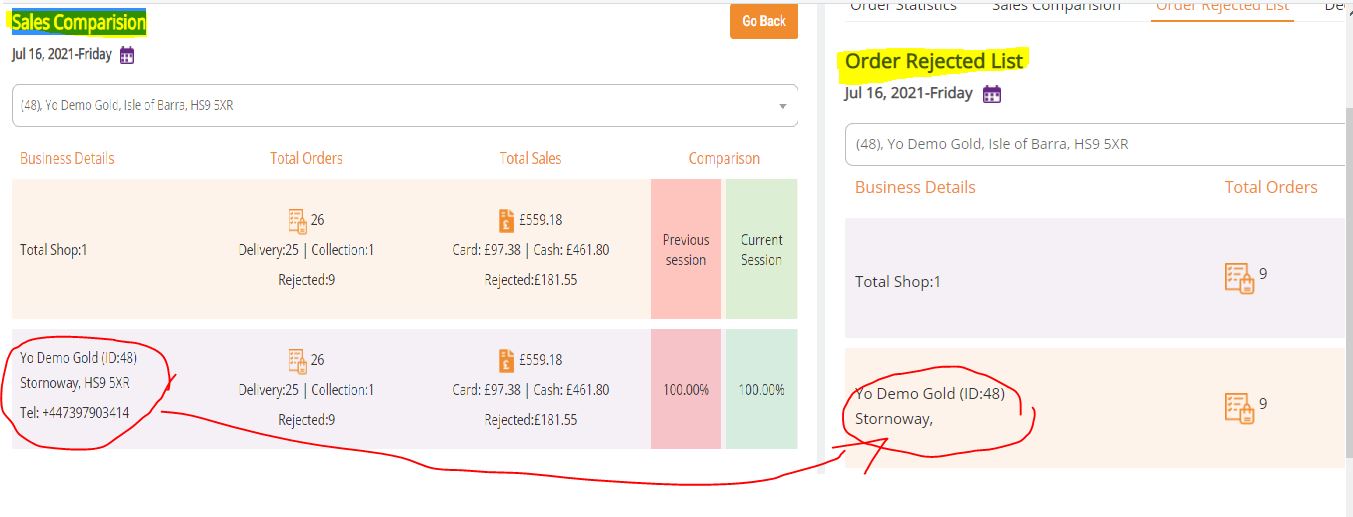 Sales Comparision
Go Back
Jul 16, 2021-Friday
(48), Yo Demo Gold, Isle of Barra, HS9 5XR
Business Details
Total Orders
Total Sales
Comparison
Total Shop:1
26
Delivery:25 | Collection:1
Rejected:9
£559.18
Card: £97.38 | Cash: £461.80
Rejected:£181.55
Previous
session
Current
Session
Yo Demo Gold (ID:48)
Stornoway, HS9 5XR
Tel: +447397903414
26
Delivery:25 | Collection:1
Rejected:9
£559.18
Card: £97.38 | Cash: £461.80
Rejected:£181.55
100.00%
100.00%
Order Statistics
Sales Comparision
Order Rejected List
Order Rejected List
Jul 16, 2021-Friday
(48), Yo Demo Gold, Isle of Barra, HS9 5XR
Business Details
Total Orders
Total Shop:1
9
Yo Demo Gold (ID:48)
Stornoway,
9